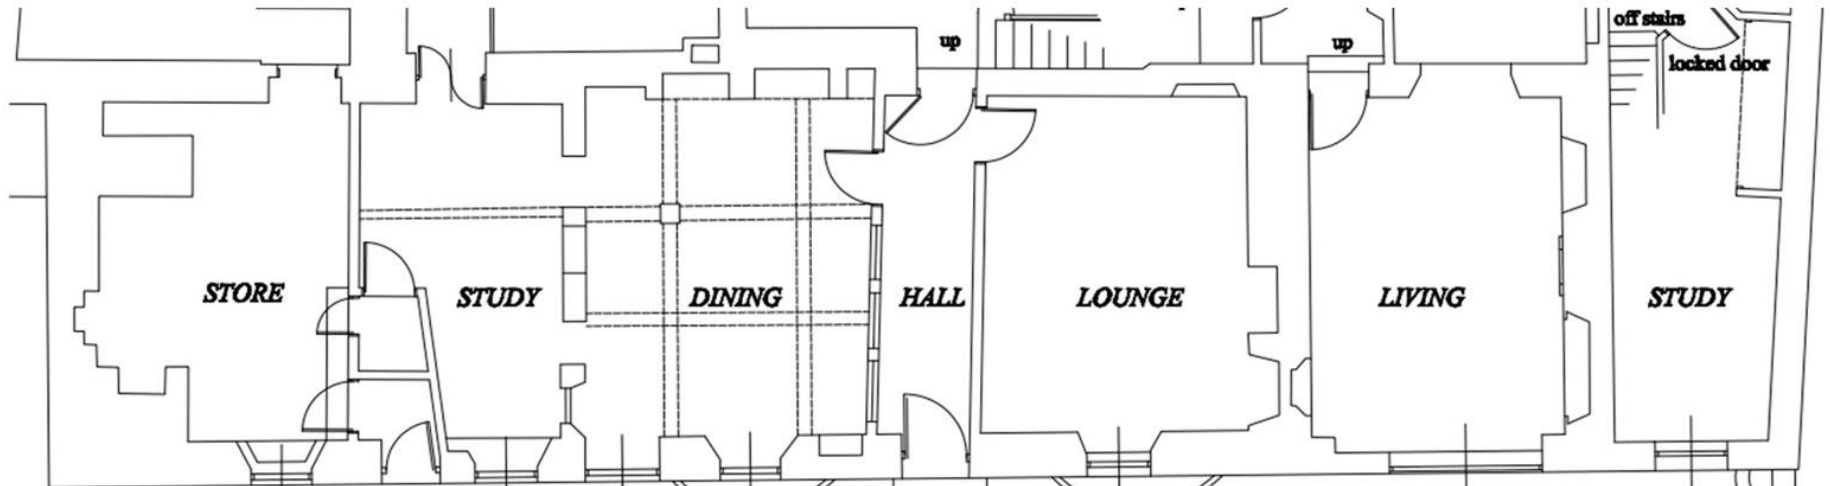 off stairs
up
up
locked door
STORE
STUDY
DINING
HALL
LOUNGE
LIVING
STUDY